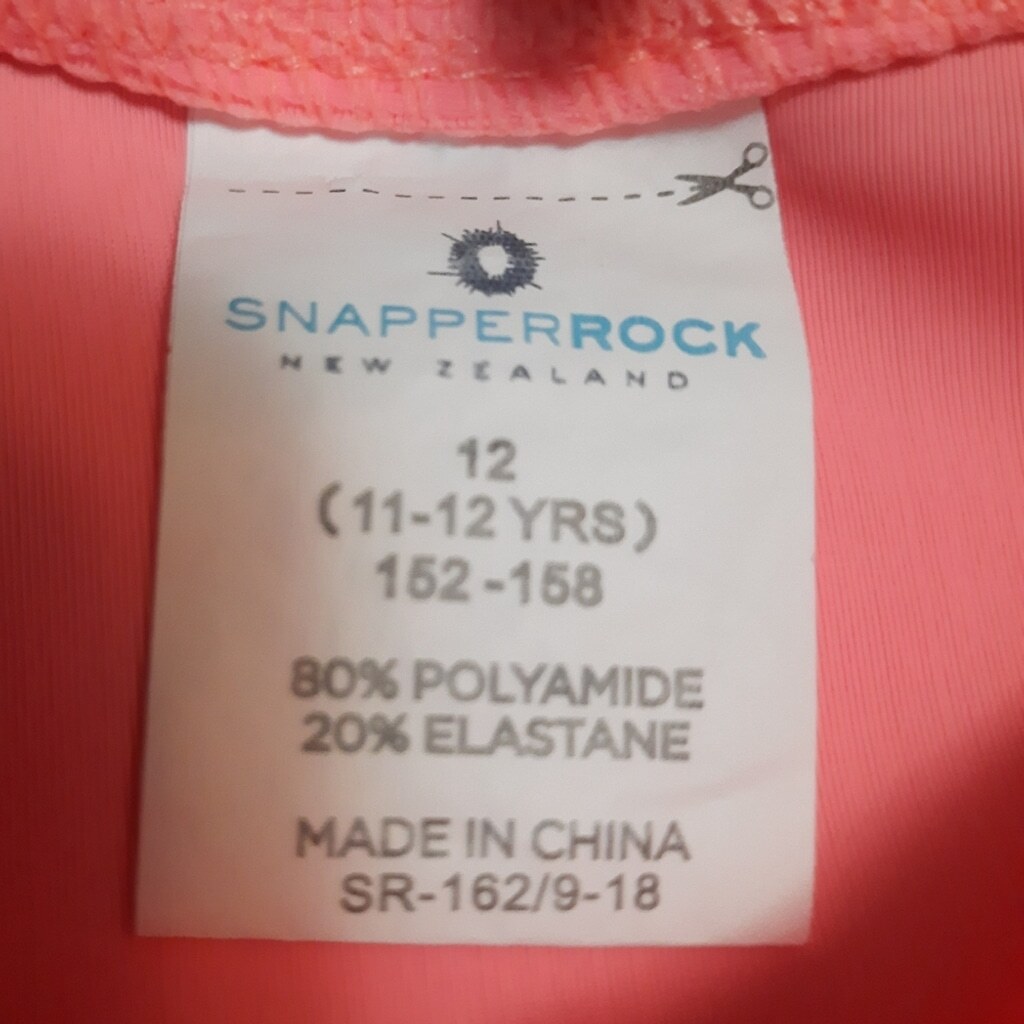 SNAPPERROCK
NEW ZEALAND
12
(11-12 YRS)
152-158
80% POLYAMIDE
20% ELASTANE
MADE IN CHINA
SR-162/9-18